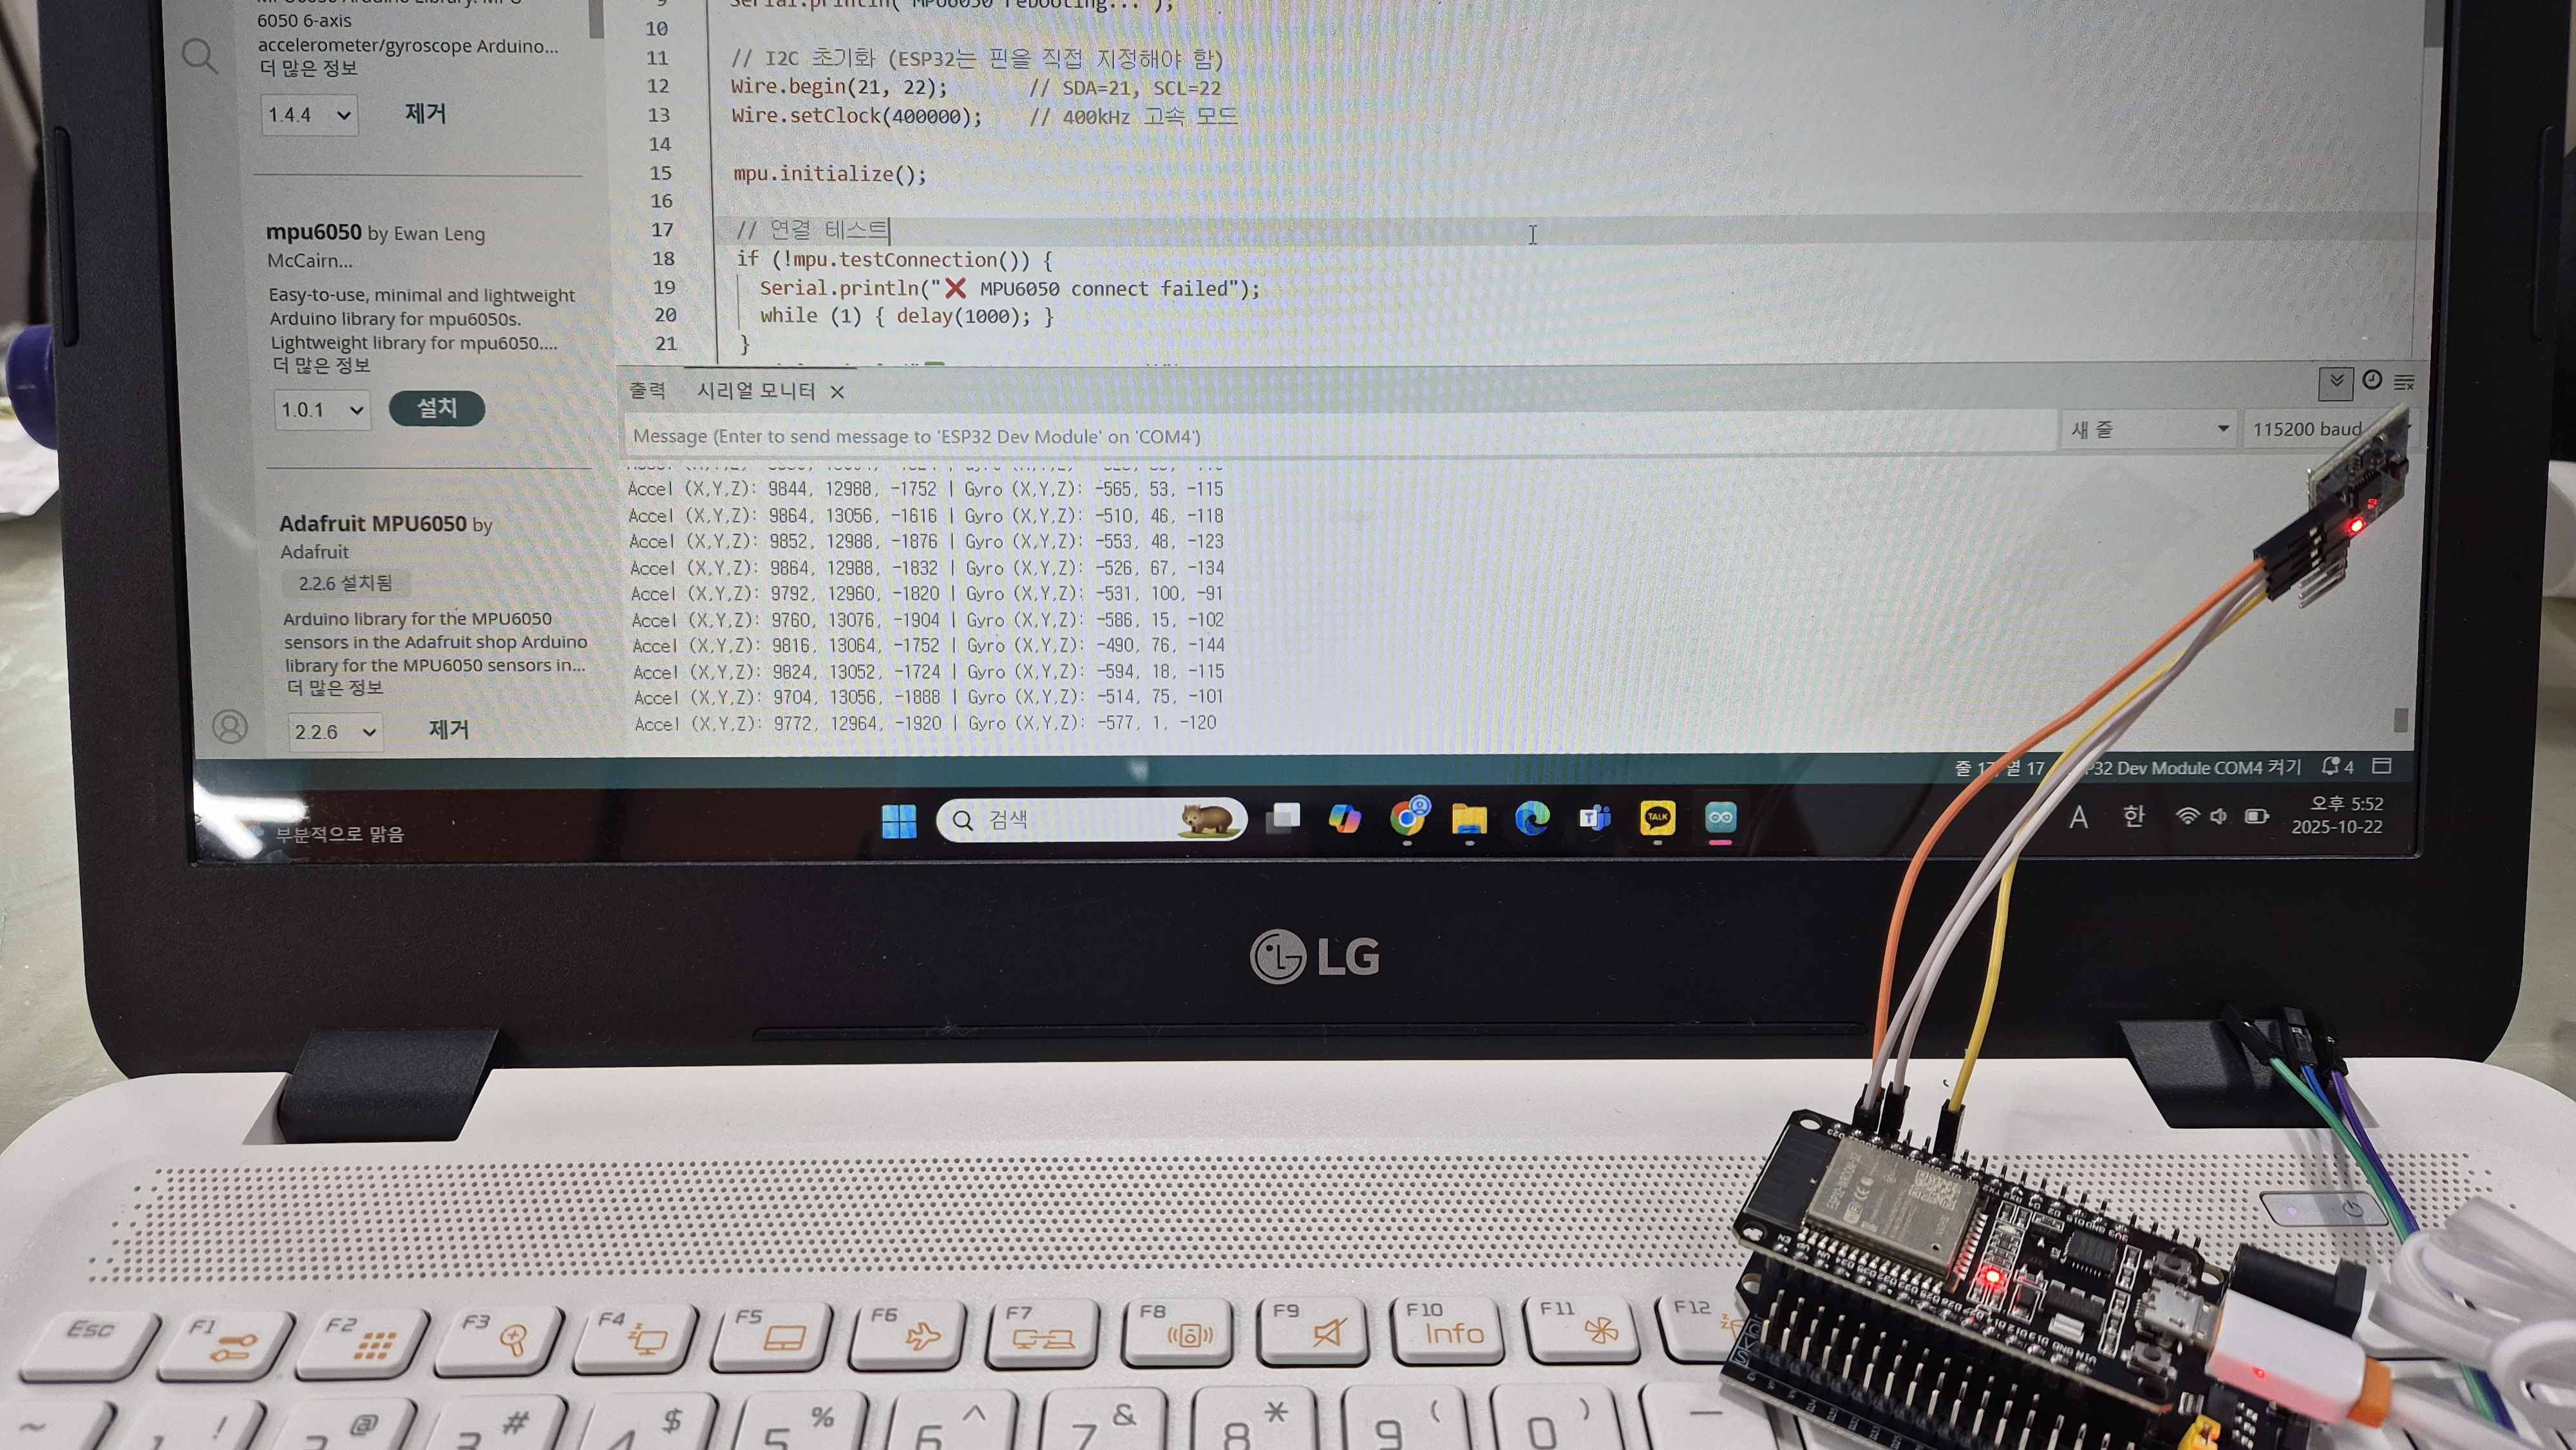 6050 6-axis
accelerometer/gyroscope Arduino...
더 많은 정보
1.4.4
제거
mpu6050 by Ewan Leng
McCairn...
Easy-to-use, minimal and lightweight
Arduino library for mpu6050s.
Lightweight library for mpu6050....
더 많은 정보
1.0.1
설치
Adafruit MPU6050 by
Adafruit
2.2.6 설치됨
Arduino library for the MPU6050
sensors in the Adafruit shop Arduino
library for the MPU6050 sensors in...
더 많은 정보
2.2.6
제거
9 Serial.println("MPU6050 rebooting...");
10
11 // I2C 초기화 (ESP32는 핀을 직접 지정해야 함)
12 Wire.begin(21, 22); // SDA=21, SCL=22
13 Wire.setClock(400000); // 400kHz 고속 모드
14
15 mpu.initialize();
16
17 // 연결 테스트
18 if (!mpu.testConnection()) {
19 Serial.println("❌ MPU6050 connect failed");
20 while (1) { delay(1000); }
21 }
출력 시리얼 모니터
Message (Enter to send message to 'ESP32 Dev Module' on 'COM4')
새 줄
115200 baud
Accel (X,Y,Z): 9844, 12988, -1752 | Gyro (X,Y,Z): -565, 53, -115
Accel (X,Y,Z): 9864, 13056, -1616 | Gyro (X,Y,Z): -510, 46, -118
Accel (X,Y,Z): 9852, 12988, -1876 | Gyro (X,Y,Z): -553, 48, -123
Accel (X,Y,Z): 9864, 12988, -1832 | Gyro (X,Y,Z): -526, 67, -134
Accel (X,Y,Z): 9792, 12960, -1820 | Gyro (X,Y,Z): -531, 100, -91
Accel (X,Y,Z): 9760, 13076, -1904 | Gyro (X,Y,Z): -586, 15, -102
Accel (X,Y,Z): 9816, 13064, -1752 | Gyro (X,Y,Z): -490, 76, -144
Accel (X,Y,Z): 9824, 13052, -1724 | Gyro (X,Y,Z): -594, 18, -115
Accel (X,Y,Z): 9704, 13056, -1888 | Gyro (X,Y,Z): -514, 75, -101
Accel (X,Y,Z): 9772, 12964, -1920 | Gyro (X,Y,Z): -577, 1, -120
열 17
Dev Module COM4 켜기
4
부분적으로 맑음
검색
TALK
A
한
오후 5:52
2025-10-22
LG
Esc
F1
F2
F3
F4
F5
F6
F7
F8
F9
F10
Info
F11
F12
~
!
@
#
$
5 %
6 ^
7 &
8 *
9 (
0 )